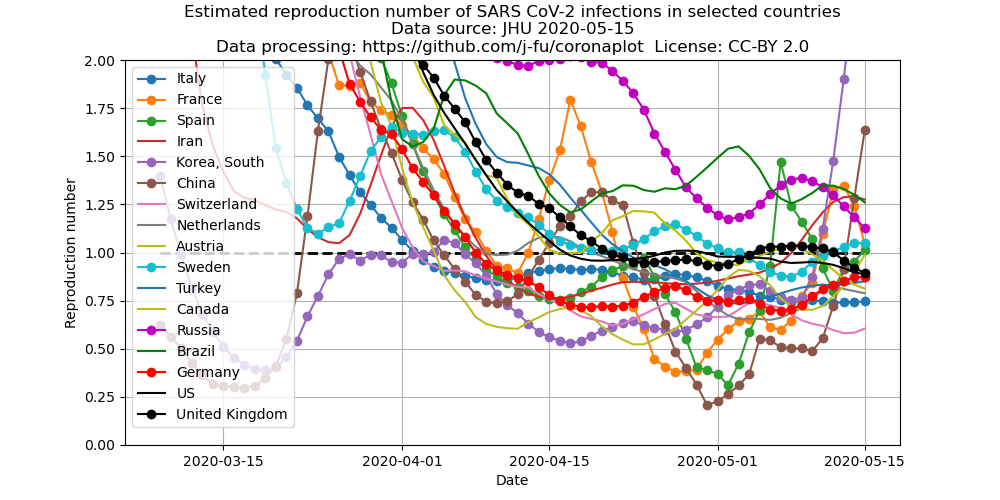 Estimated reproduction number of SARS CoV-2 infections in selected countries
Data source: JHU 2020-05-15
Data processing: https://github.com/j-fu/coronaplot  License: CC-BY 2.0
Reproduction number
2.00
1.75
1.50
1.25
1.00
0.75
0.50
0.25
0.00
Italy
France
Spain
Iran
Korea, South
China
Switzerland
Netherlands
Austria
Sweden
Turkey
Canada
Russia
Brazil
Germany
US
United Kingdom
2020-03-15
2020-04-01
2020-04-15
2020-05-01
2020-05-15
Date